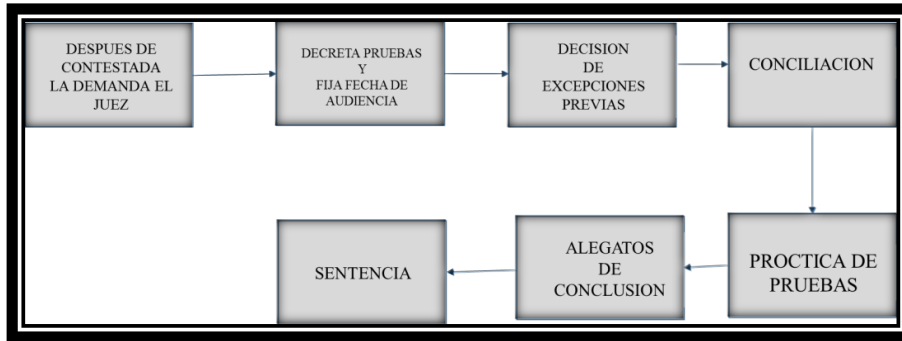 DESPUES DE
CONTESTADA
LA DEMANDA EL
JUEZ
DECRETA PRUEBAS
Y
FIJA FECHA DE
AUDIENCIA
DECISION
DE
EXCEPCIONES
PREVIAS
CONCILIACION
PROCTICA DE
PRUEBAS
ALEGATOS
DE
CONCLUSION
SENTENCIA